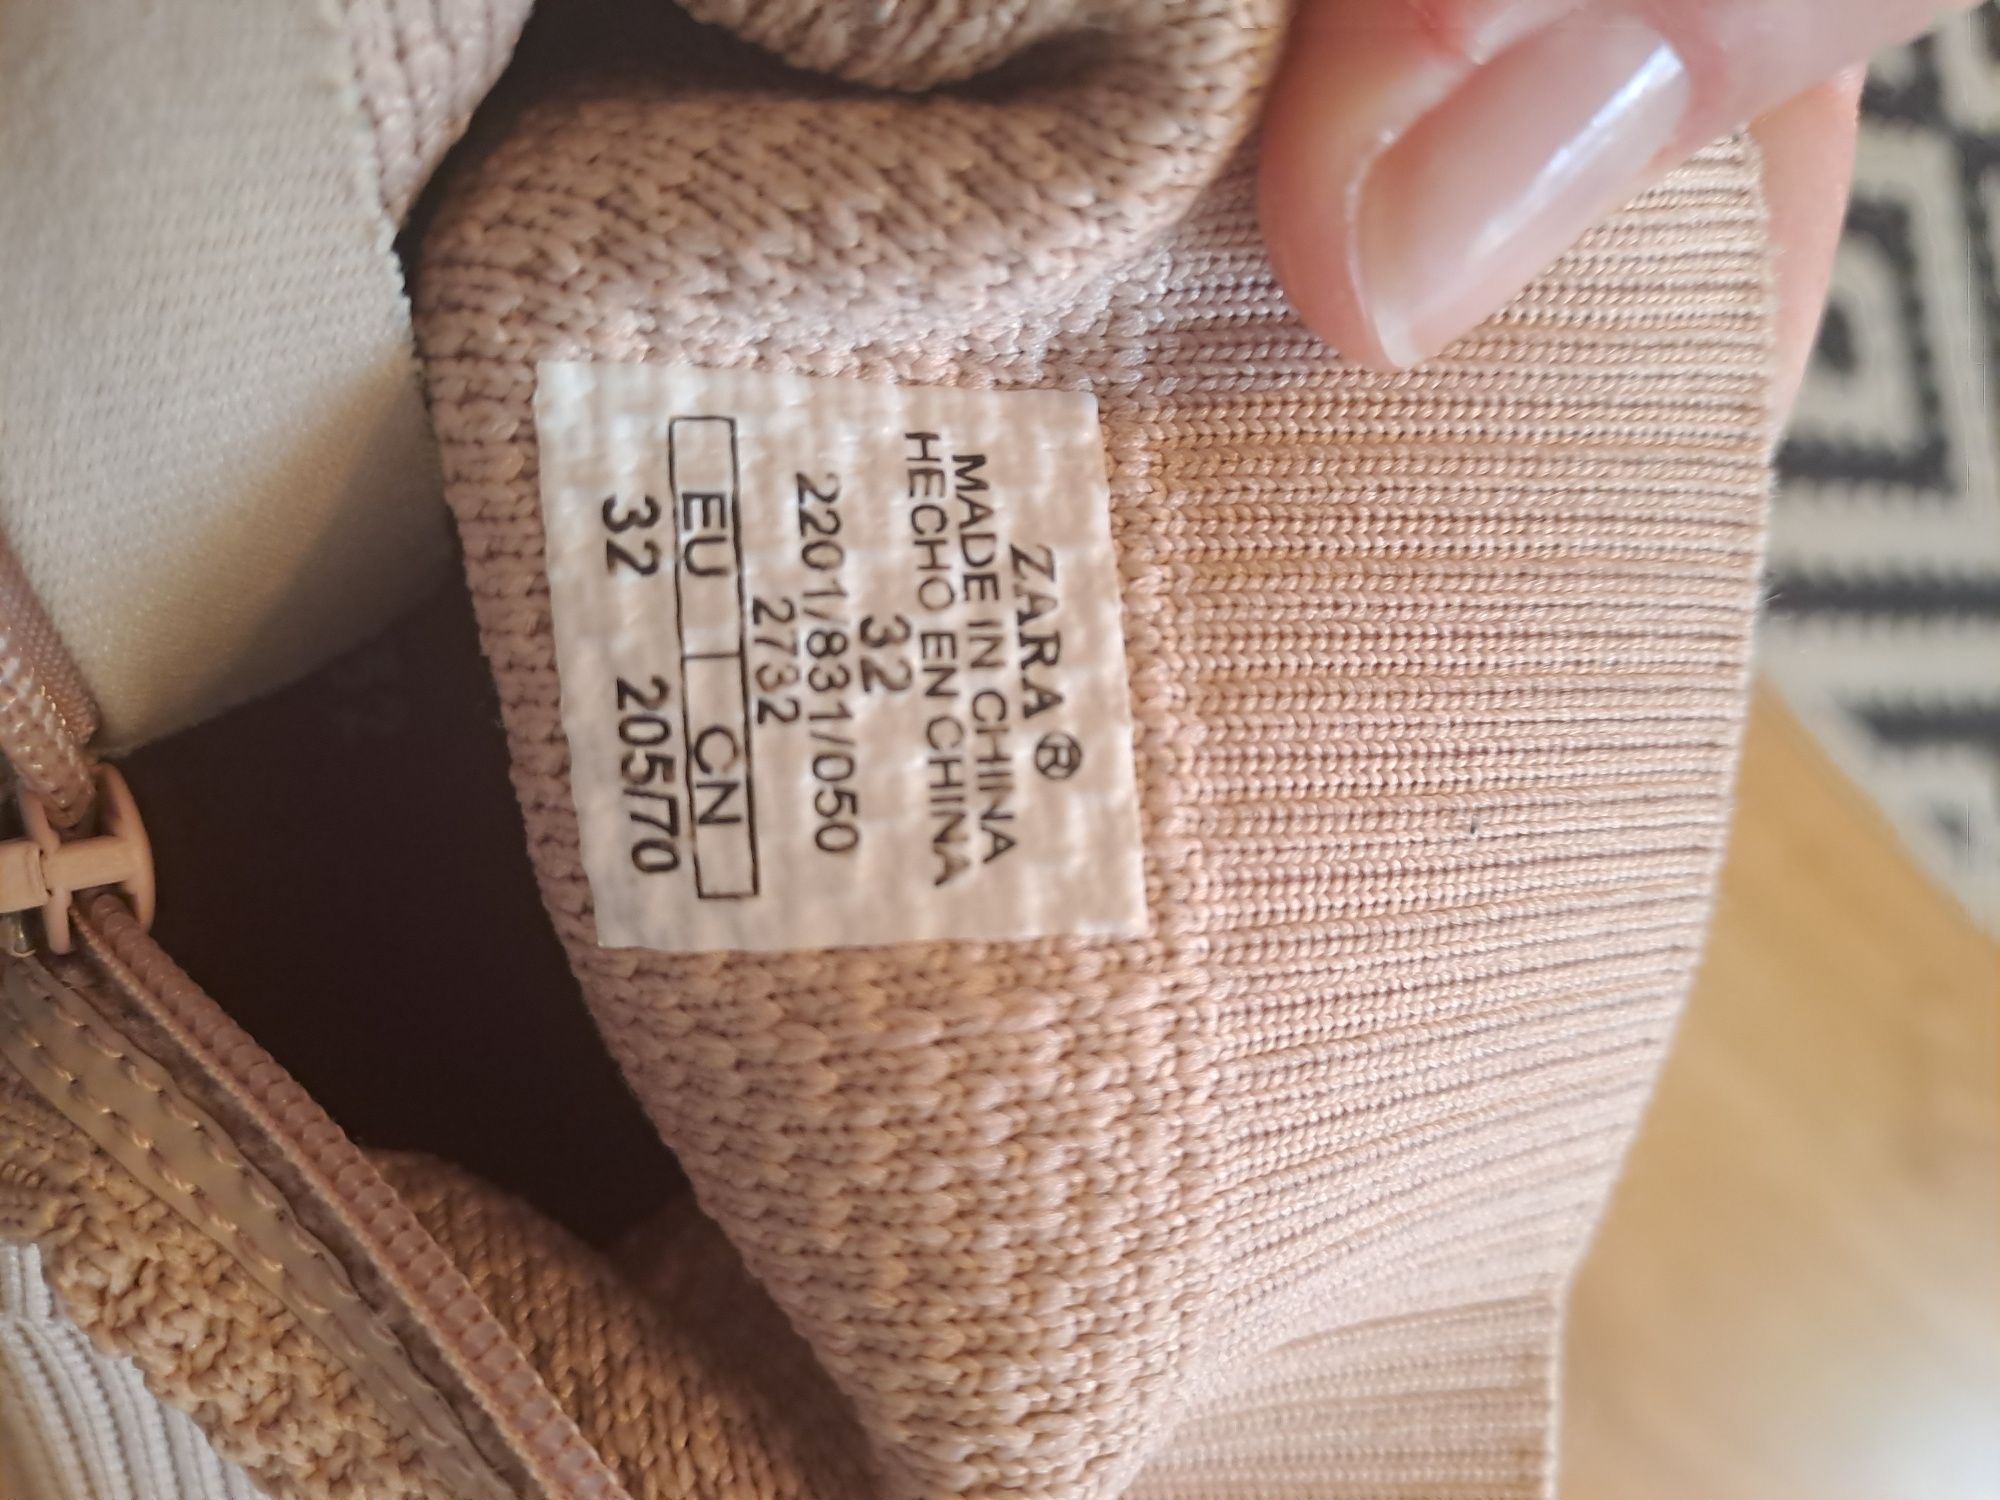 ZARA ®
MADE IN CHINA
HECHO EN CHINA
32
2201/831/050
2732
EU CN
32 205/70